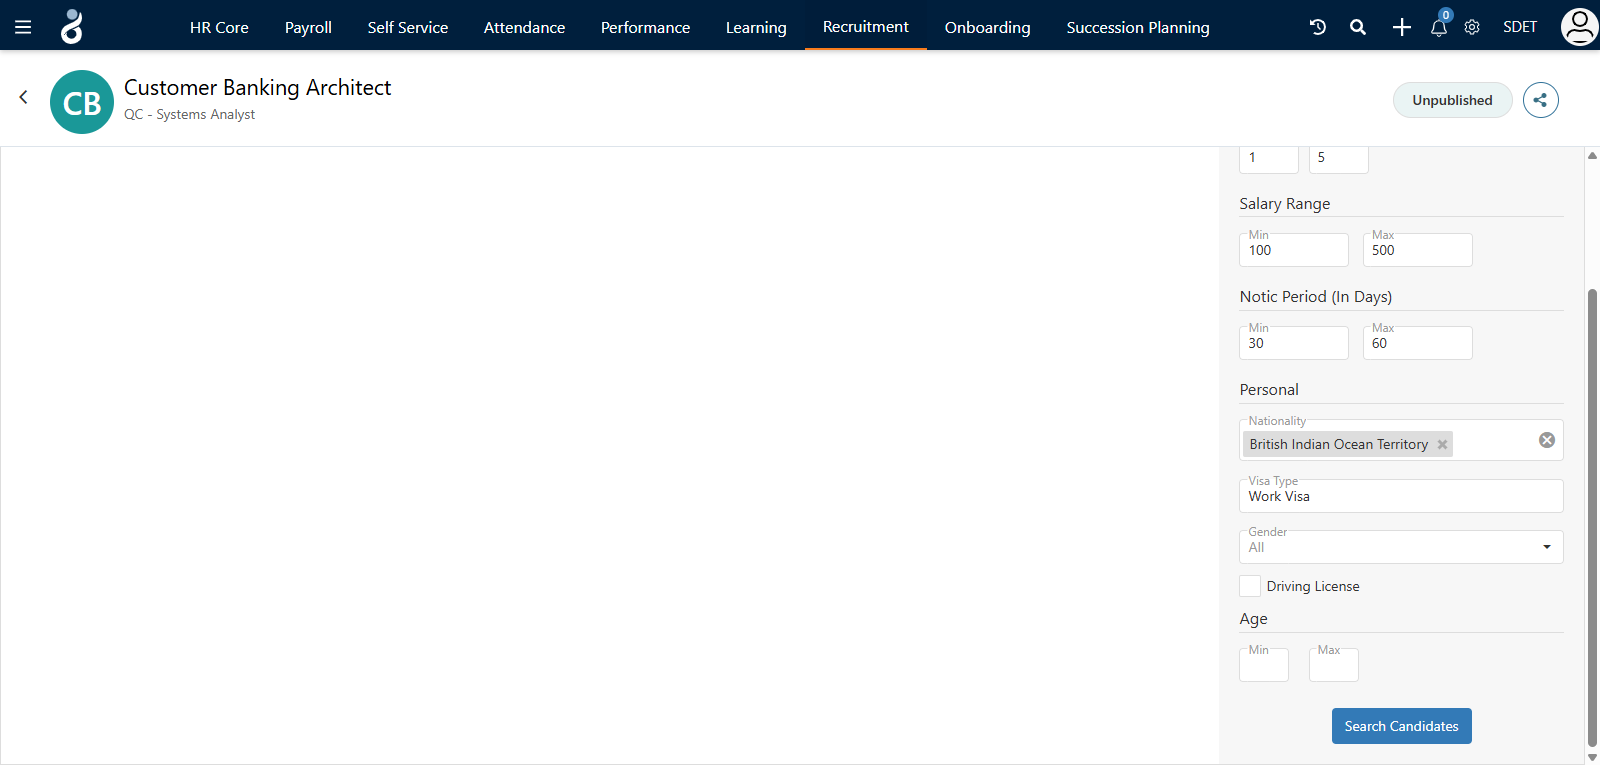 HR Core Payroll Self Service Attendance Performance Learning Recruitment Onboarding Succession Planning 0 SDET
CB
Customer Banking Architect
QC - Systems Analyst
Unpublished
1 5
Salary Range
Min Max
100 500
Notic Period (In Days)
Min Max
30 60
Personal
Nationality
British Indian Ocean Territory
Visa Type
Work Visa
Gender
All
Driving License
Age
Min Max
Search Candidates